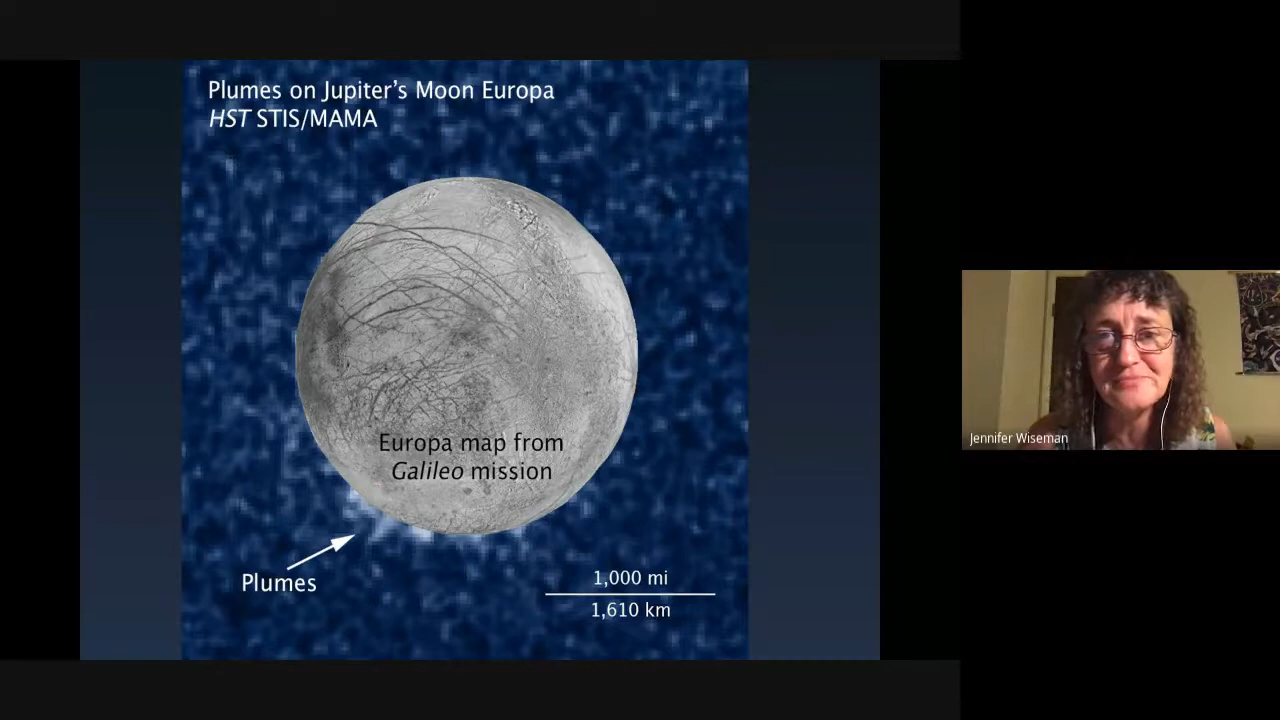 Plumes on Jupiter's Moon Europa
HST STIS/MAMA
Europa map from
Galileo mission
Plumes
1,000 mi
1,610 km
Jennifer Wiseman